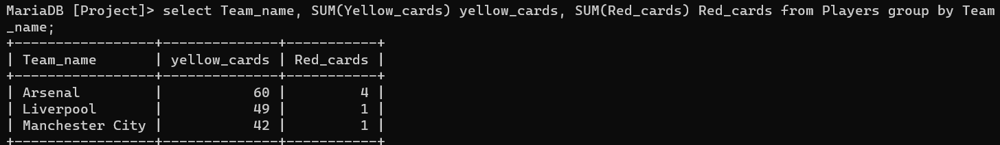 MariaDB [Project]> select Team_name, SUM(Yellow_cards) yellow_cards, SUM(Red_cards) Red_cards from Players group by Team
_name;
+-----------------+--------------+-----------+
| Team_name       | yellow_cards | Red_cards |
+-----------------+--------------+-----------+
| Arsenal         |           60 |         4 |
| Liverpool       |           49 |         1 |
| Manchester City |           42 |         1 |
+-----------------+--------------+-----------+